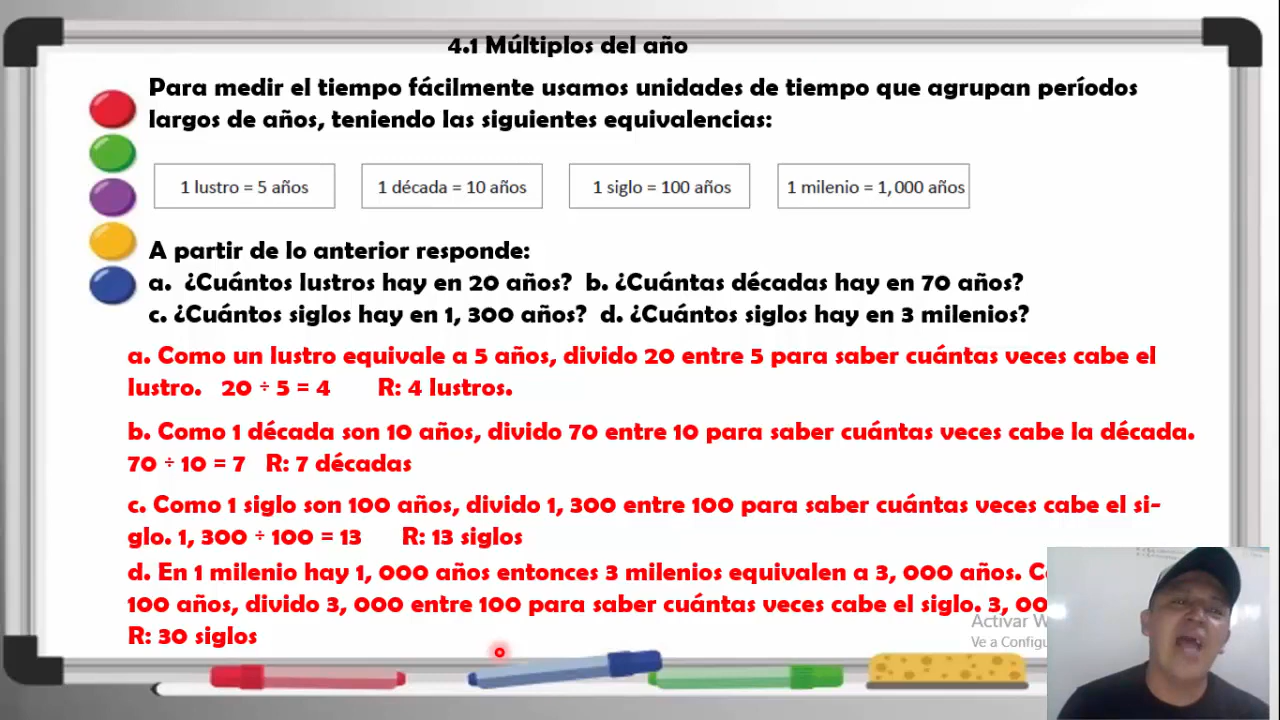 4.1 Múltiplos del año
Para medir el tiempo fácilmente usamos unidades de tiempo que agrupan períodos
largos de años, teniendo las siguientes equivalencias:
1 lustro = 5 años 1 década = 10 años 1 siglo = 100 años 1 milenio = 1,000 años
A partir de lo anterior responde:
a. ¿Cuántos lustros hay en 20 años? b. ¿Cuántas décadas hay en 70 años?
c. ¿Cuántos siglos hay en 1, 300 años? d. ¿Cuántos siglos hay en 3 milenios?
a. Como un lustro equivale a 5 años, divido 20 entre 5 para saber cuántas veces cabe el
lustro. 20 ÷ 5 = 4 R: 4 lustros.
b. Como 1 década son 10 años, divido 70 entre 10 para saber cuántas veces cabe la década.
70 ÷ 10 = 7 R: 7 décadas
c. Como 1 siglo son 100 años, divido 1, 300 entre 100 para saber cuántas veces cabe el si-
glo. 1, 300 ÷ 100 = 13 R: 13 siglos
d. En 1 milenio hay 1, 000 años entonces 3 milenios equivalen a 3, 000 años.
100 años, divido 3, 000 entre 100 para saber cuántas veces cabe el siglo. 3, 00
R: 30 siglos
Activar
Ve a